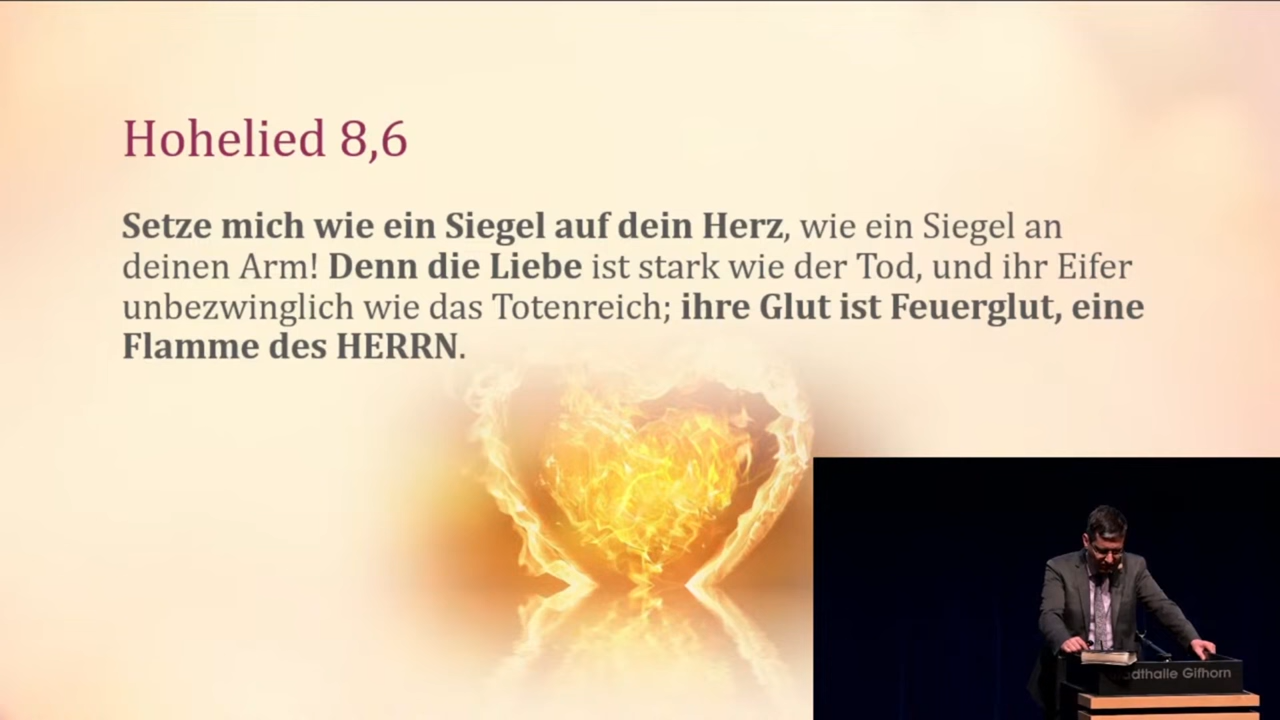 Hohelied 8,6
Setze mich wie ein Siegel auf dein Herz, wie ein Siegel an
deinen Arm! Denn die Liebe ist stark wie der Tod, und ihr Eifer
unbezwinglich wie das Totenreich; ihre Glut ist Feuerglut, eine
Flamme des HERRN.
Gifhorn